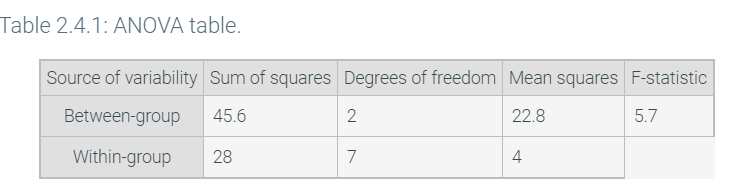 Table 2.4.1: ANOVA table.
Source of variability Sum of squares Degrees of freedom Mean squares F-statistic
Between-group 45.6 2 22.8 5.7
Within-group 28 7 4